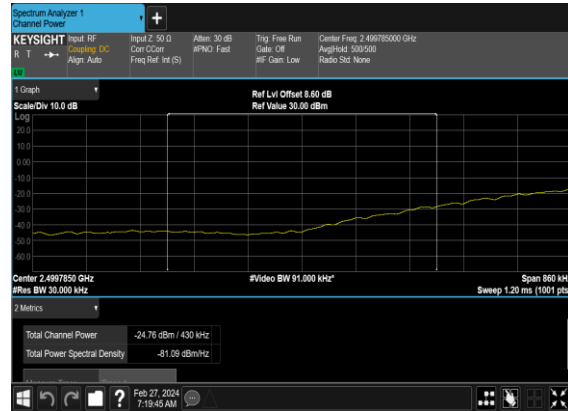 Spectrum Analyzer 1
Channel Power
KEYSIGHT Input: RF
R T Coupling: DC
Align: Auto
Input Z: 50 Ω
Corr CCorr
Freq Ref: Int (S)
Atten: 30 dB
#PNO: Fast
Trig: Free Run
Gate: Off
#IF Gain: Low
Center Freq: 2.499785000 GHz
Avg|Hold: 500/500
Radio Std: None
LW
1 Graph
Scale/Div 10.0 dB
Ref Lvl Offset 8.60 dB
Ref Value 30.00 dBm
Log
20.0
10.0
0.00
-10.0
-20.0
-30.0
-40.0
-50.0
-60.0
Center 2.4997850 GHz
#Res BW 30.000 kHz
#Video BW 91.000 kHz*
Span 860 kH
Sweep 1.20 ms (1001 pts
2 Metrics
Total Channel Power -24.76 dBm / 430 kHz
Total Power Spectral Density -81.09 dBm/Hz
?
Feb 27, 2024
7:19:45 AM